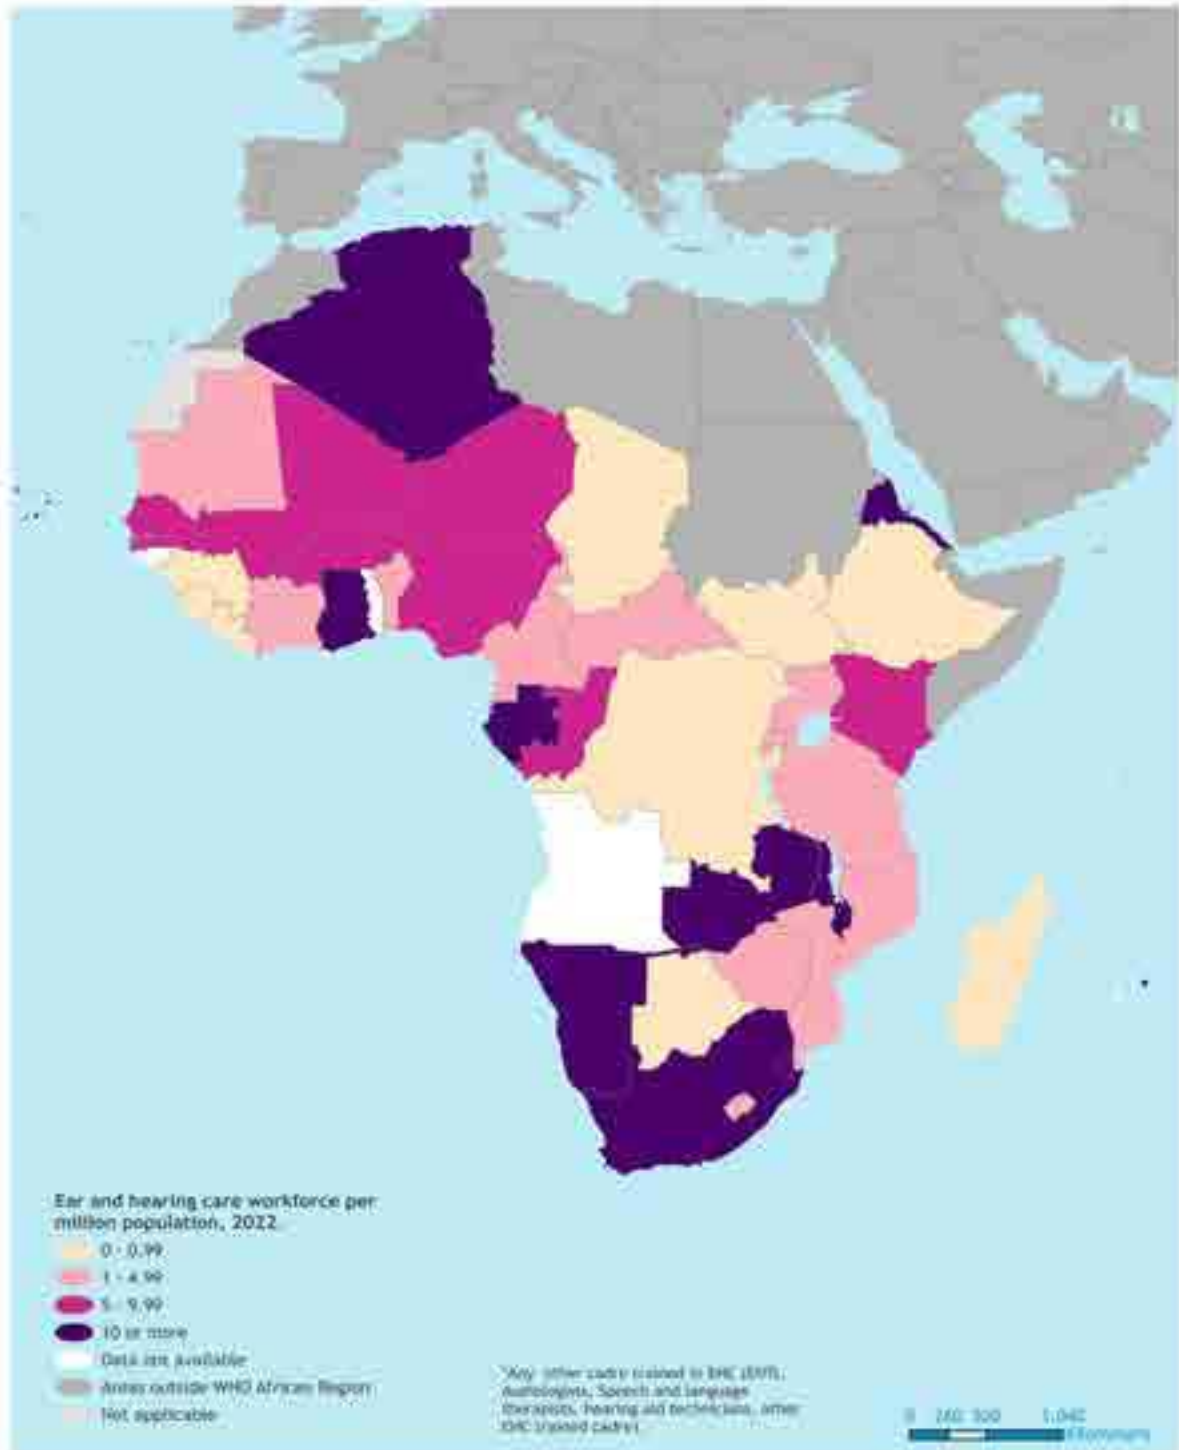 Ear and hearing care workforce per
million population, 2022
0 - 0.99
1 - 4.99
5 - 9.99
10 or more
Data not available
Areas outside WHO African Region
Not applicable
*Any other cadre trained in EHC (ENTs,
Audiologists, Speech and language
therapists, hearing aid technicians, other
EHC trained cadre)
0
Kilometers